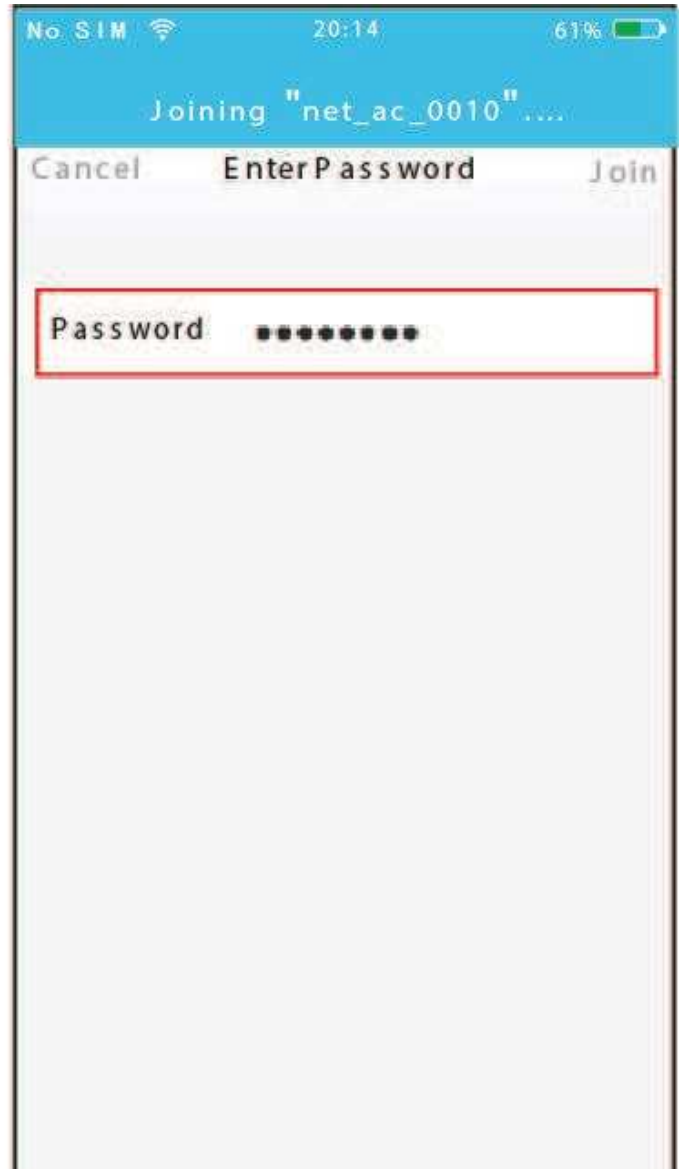 No SIM 20:14 61%
Joining "net_ac_0010"....
Cancel Enter Password Join
Password ●●●●●●●●